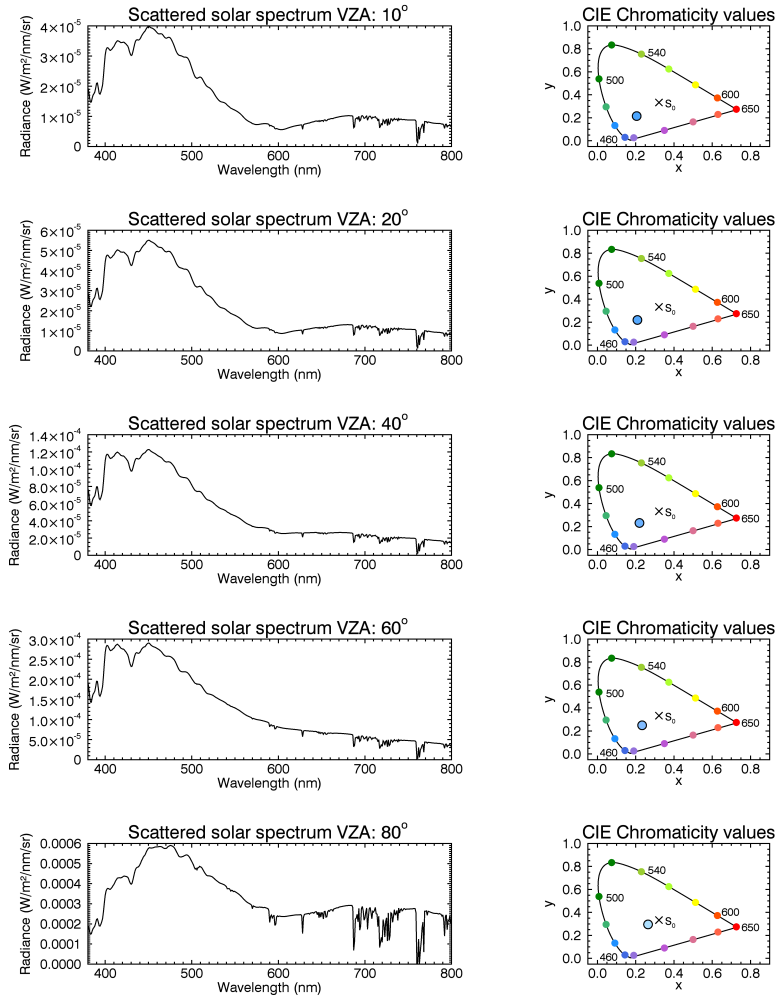 Scattered solar spectrum VZA: 10°
Radiance (W/m²/nm/sr)
4×10⁻⁵
3×10⁻⁵
2×10⁻⁵
1×10⁻⁵
0
400 500 600 700 800
Wavelength (nm)
CIE Chromaticity values
y
1.0
0.8
0.6
0.4
0.2
0.0
540
500
600
S₀
650
460
0.0 0.2 0.4 0.6 0.8
x
Scattered solar spectrum VZA: 20°
Radiance (W/m²/nm/sr)
6×10⁻⁵
5×10⁻⁵
4×10⁻⁵
3×10⁻⁵
2×10⁻⁵
1×10⁻⁵
0
400 500 600 700 800
Wavelength (nm)
CIE Chromaticity values
y
1.0
0.8
0.6
0.4
0.2
0.0
540
500
600
S₀
650
460
0.0 0.2 0.4 0.6 0.8
x
Scattered solar spectrum VZA: 40°
Radiance (W/m²/nm/sr)
1.4×10⁻⁴
1.2×10⁻⁴
1.0×10⁻⁴
8.0×10⁻⁵
6.0×10⁻⁵
4.0×10⁻⁵
2.0×10⁻⁵
0
400 500 600 700 800
Wavelength (nm)
CIE Chromaticity values
y
1.0
0.8
0.6
0.4
0.2
0.0
540
500
600
S₀
650
460
0.0 0.2 0.4 0.6 0.8
x
Scattered solar spectrum VZA: 60°
Radiance (W/m²/nm/sr)
3.0×10⁻⁴
2.5×10⁻⁴
2.0×10⁻⁴
1.5×10⁻⁴
1.0×10⁻⁴
5.0×10⁻⁵
0
400 500 600 700 800
Wavelength (nm)
CIE Chromaticity values
y
1.0
0.8
0.6
0.4
0.2
0.0
540
500
600
S₀
650
460
0.0 0.2 0.4 0.6 0.8
x
Scattered solar spectrum VZA: 80°
Radiance (W/m²/nm/sr)
0.0006
0.0005
0.0004
0.0003
0.0002
0.0001
0.0000
400 500 600 700 800
Wavelength (nm)
CIE Chromaticity values
y
1.0
0.8
0.6
0.4
0.2
0.0
540
500
600
S₀
650
460
0.0 0.2 0.4 0.6 0.8
x